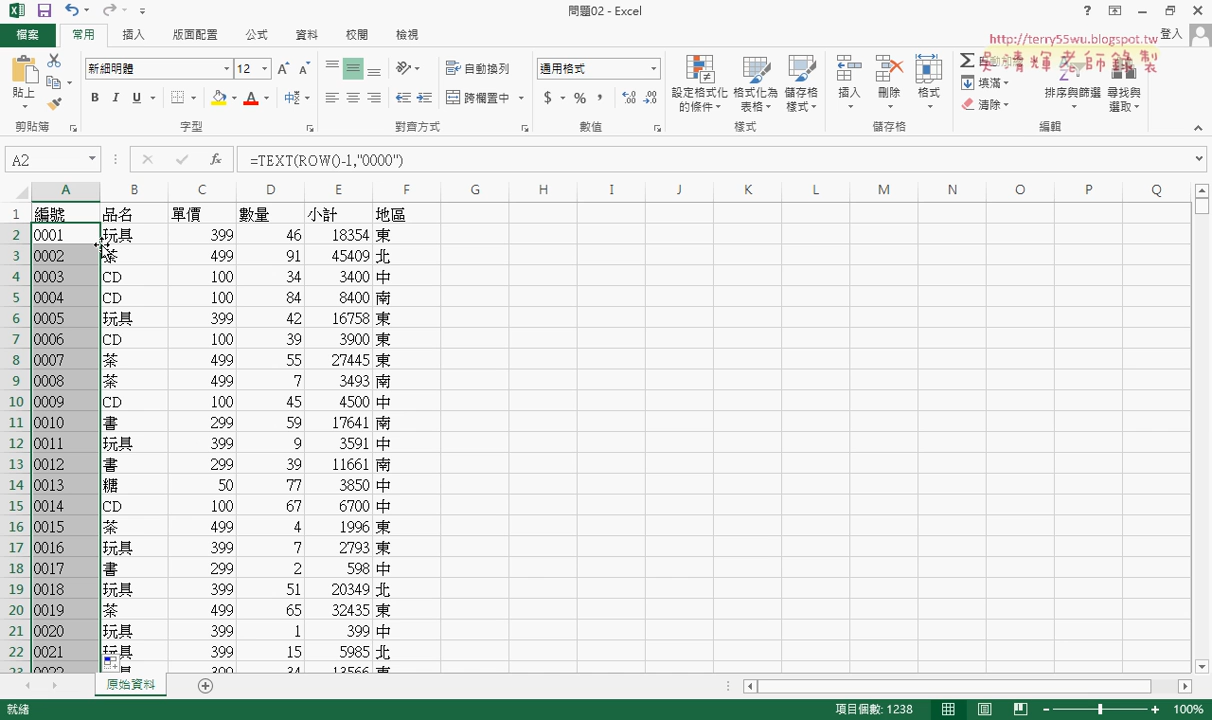 問題02 - Excel
http://terry55wu.blogspot.tw
登入
吳清輝老師錄製
檔案 常用 插入 版面配置 公式 資料 校閱 檢視
新細明體 12 自動換列 通用格式
貼上 B I U 中 跨欄置中 $ % ,
設定格式化的條件 格式化為表格 儲存格樣式 插入 刪除 格式 填滿 清除 排序與篩選 尋找與選取
剪貼簿 字型 對齊方式 數值 樣式 儲存格 編輯
A2 fx =TEXT(ROW()-1,"0000")
A B C D E F G H I J K L M N O P Q
1 編號 品名 單價 數量 小計 地區
2 0001 玩具 399 46 18354 東
3 0002 茶 499 91 45409 北
4 0003 CD 100 34 3400 中
5 0004 CD 100 84 8400 南
6 0005 玩具 399 42 16758 東
7 0006 CD 100 39 3900 東
8 0007 茶 499 55 27445 東
9 0008 茶 499 7 3493 南
10 0009 CD 100 45 4500 中
11 0010 書 299 59 17641 南
12 0011 玩具 399 9 3591 中
13 0012 書 299 39 11661 南
14 0013 糖 50 77 3850 中
15 0014 CD 100 67 6700 中
16 0015 茶 499 4 1996 東
17 0016 玩具 399 7 2793 東
18 0017 書 299 2 598 中
19 0018 玩具 399 51 20349 北
20 0019 茶 499 65 32435 東
21 0020 玩具 399 1 399 中
22 0021 玩具 399 15 5985 北
23 0022 399 34 13566 東
原始資料
就緒 項目個數: 1238 100%